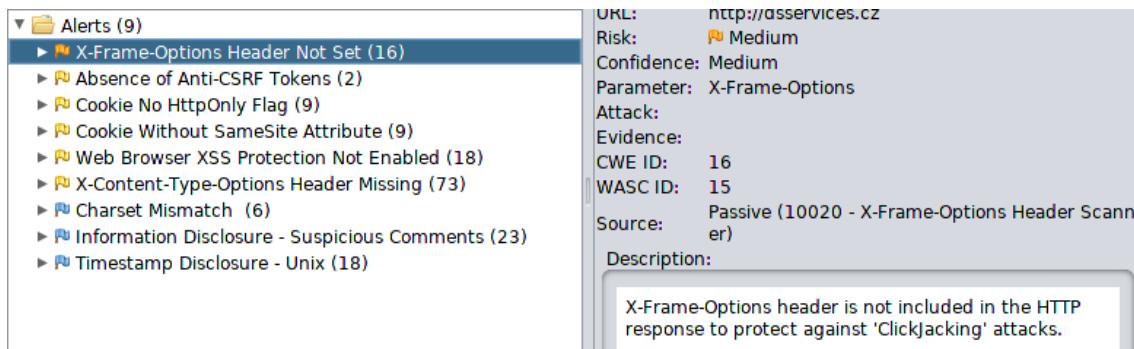 Alerts (9)
X-Frame-Options Header Not Set (16)
Absence of Anti-CSRF Tokens (2)
Cookie No HttpOnly Flag (9)
Cookie Without SameSite Attribute (9)
Web Browser XSS Protection Not Enabled (18)
X-Content-Type-Options Header Missing (73)
Charset Mismatch (6)
Information Disclosure - Suspicious Comments (23)
Timestamp Disclosure - Unix (18)
URL: http://dsservices.cz
Risk: Medium
Confidence: Medium
Parameter: X-Frame-Options
Attack:
Evidence:
CWE ID: 16
WASC ID: 15
Source: Passive (10020 - X-Frame-Options Header Scann
er)
Description:
X-Frame-Options header is not included in the HTTP
response to protect against 'ClickJacking' attacks.